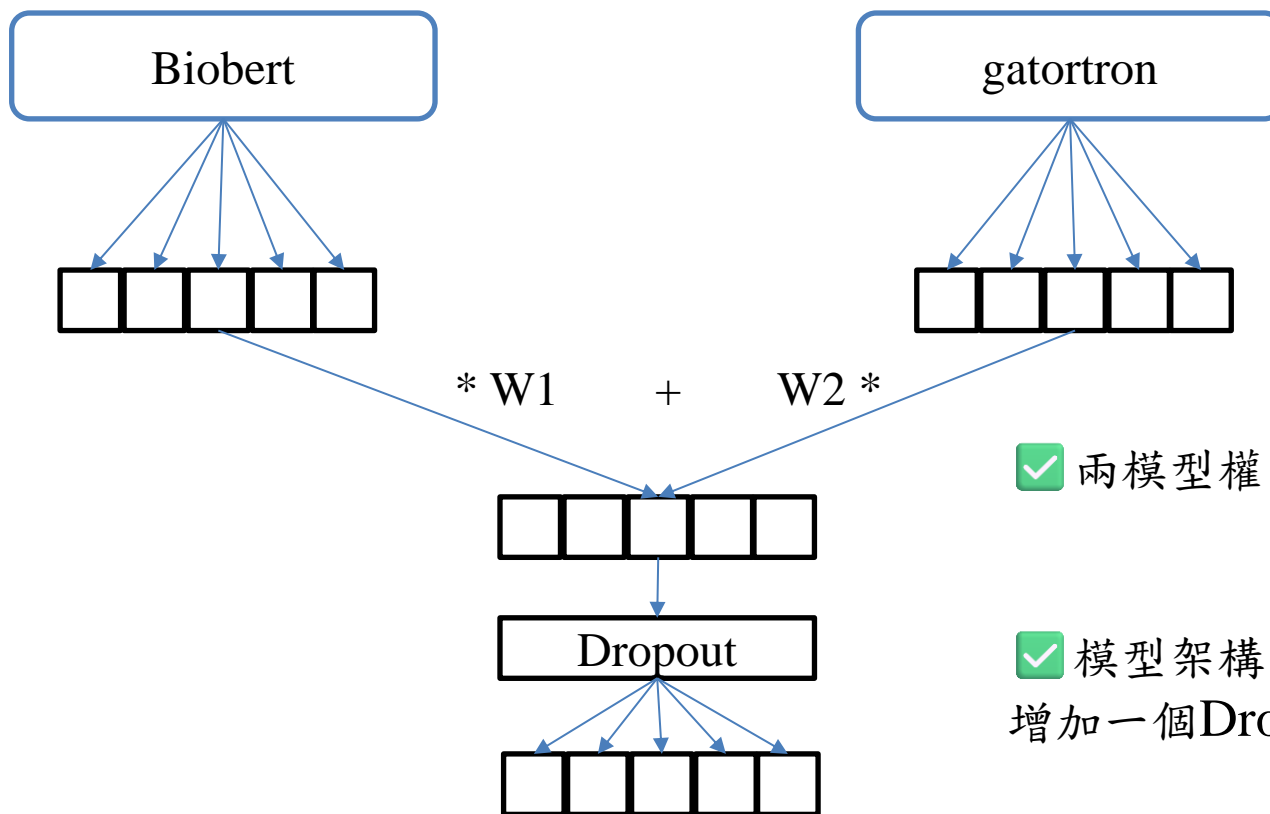 Biobert
gatortron
* W1 + W2 *
✅ 兩模型權
Dropout
✅ 模型架構
增加一個Dro